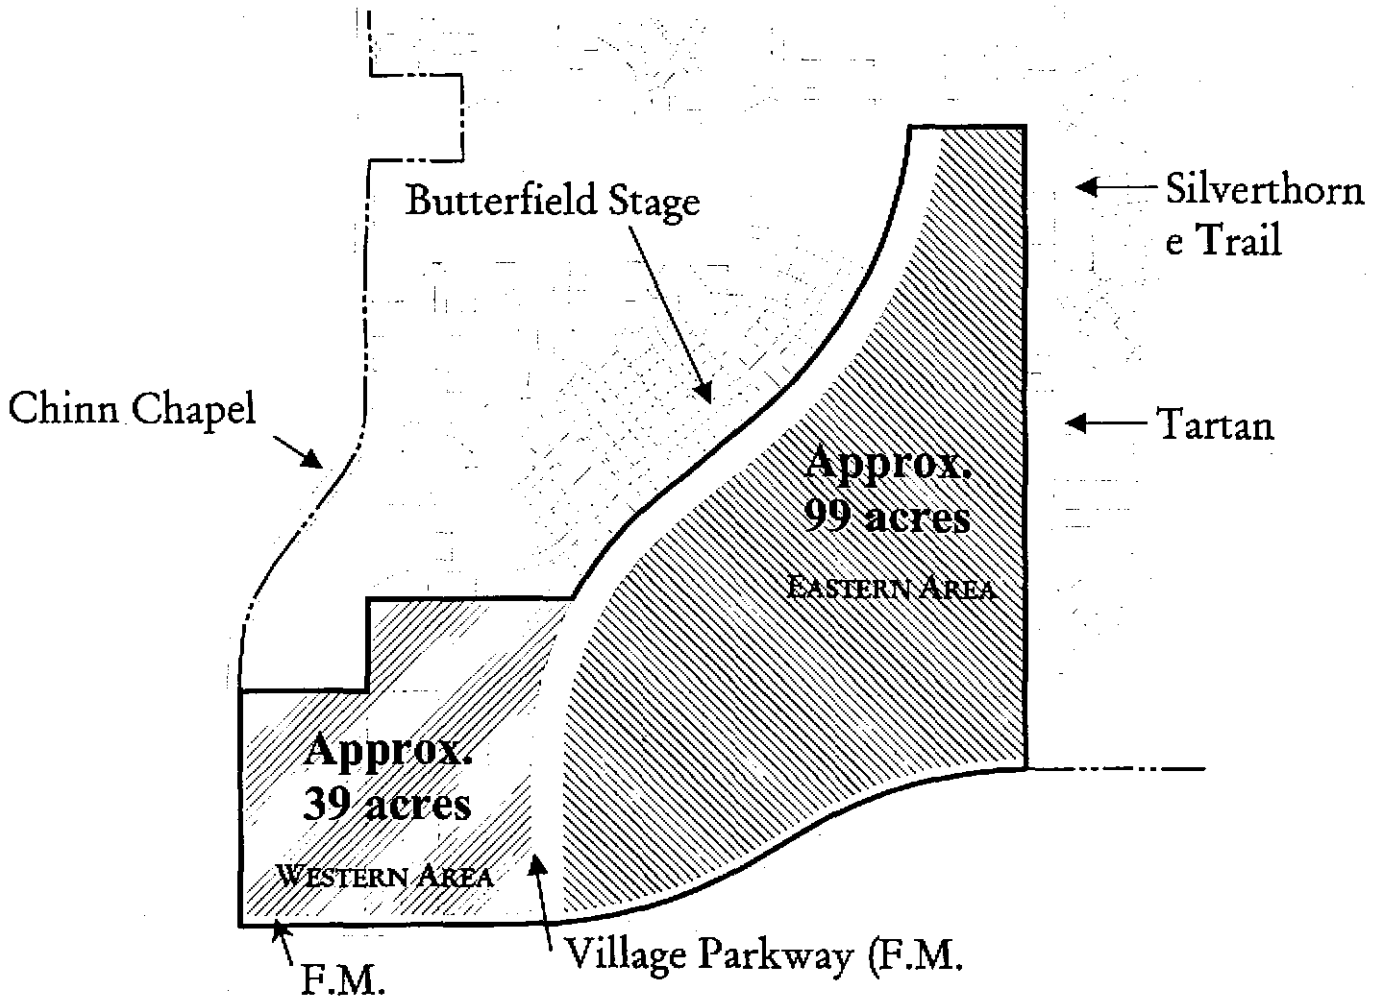 Butterfield Stage
Silverthorn
e Trail
Chinn Chapel
Tartan
Approx.
99 acres
EASTERN AREA
Approx.
39 acres
WESTERN AREA
Village Parkway (F.M.
F.M.